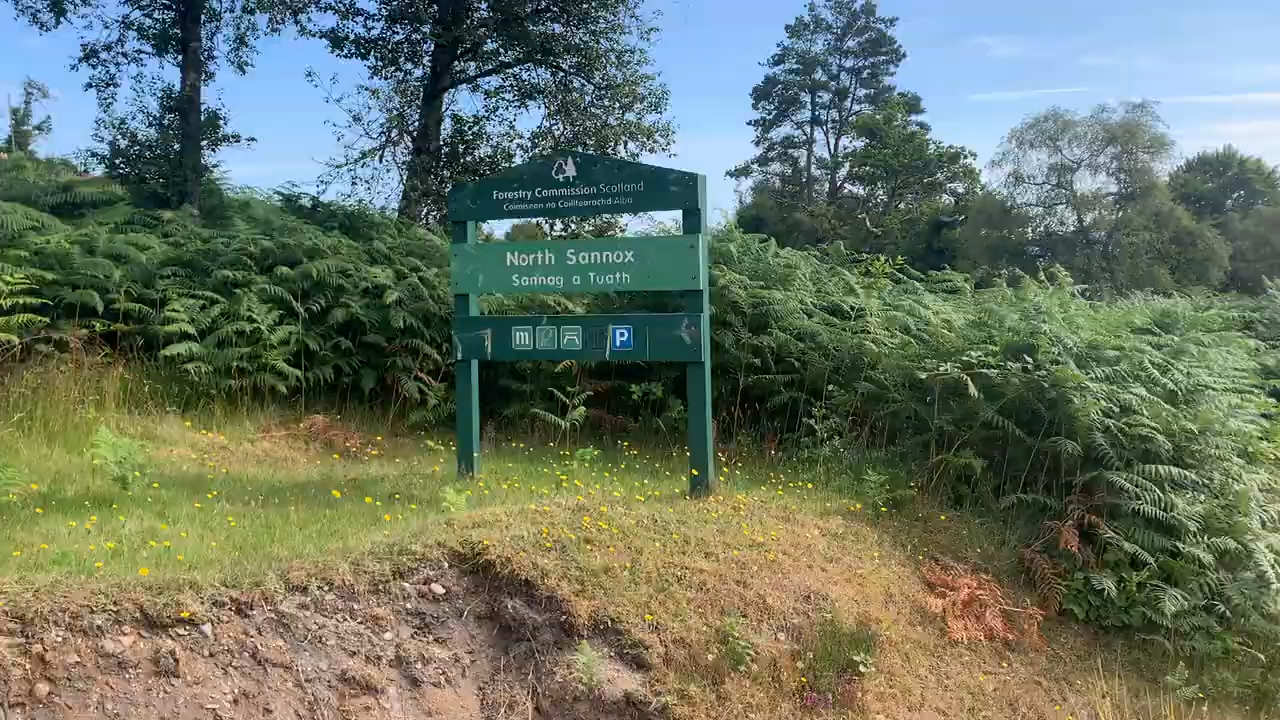 Forestry Commission Scotland
Coimisean na Coilltearachd Alba
North Sannox
Sannag a Tuath
m P